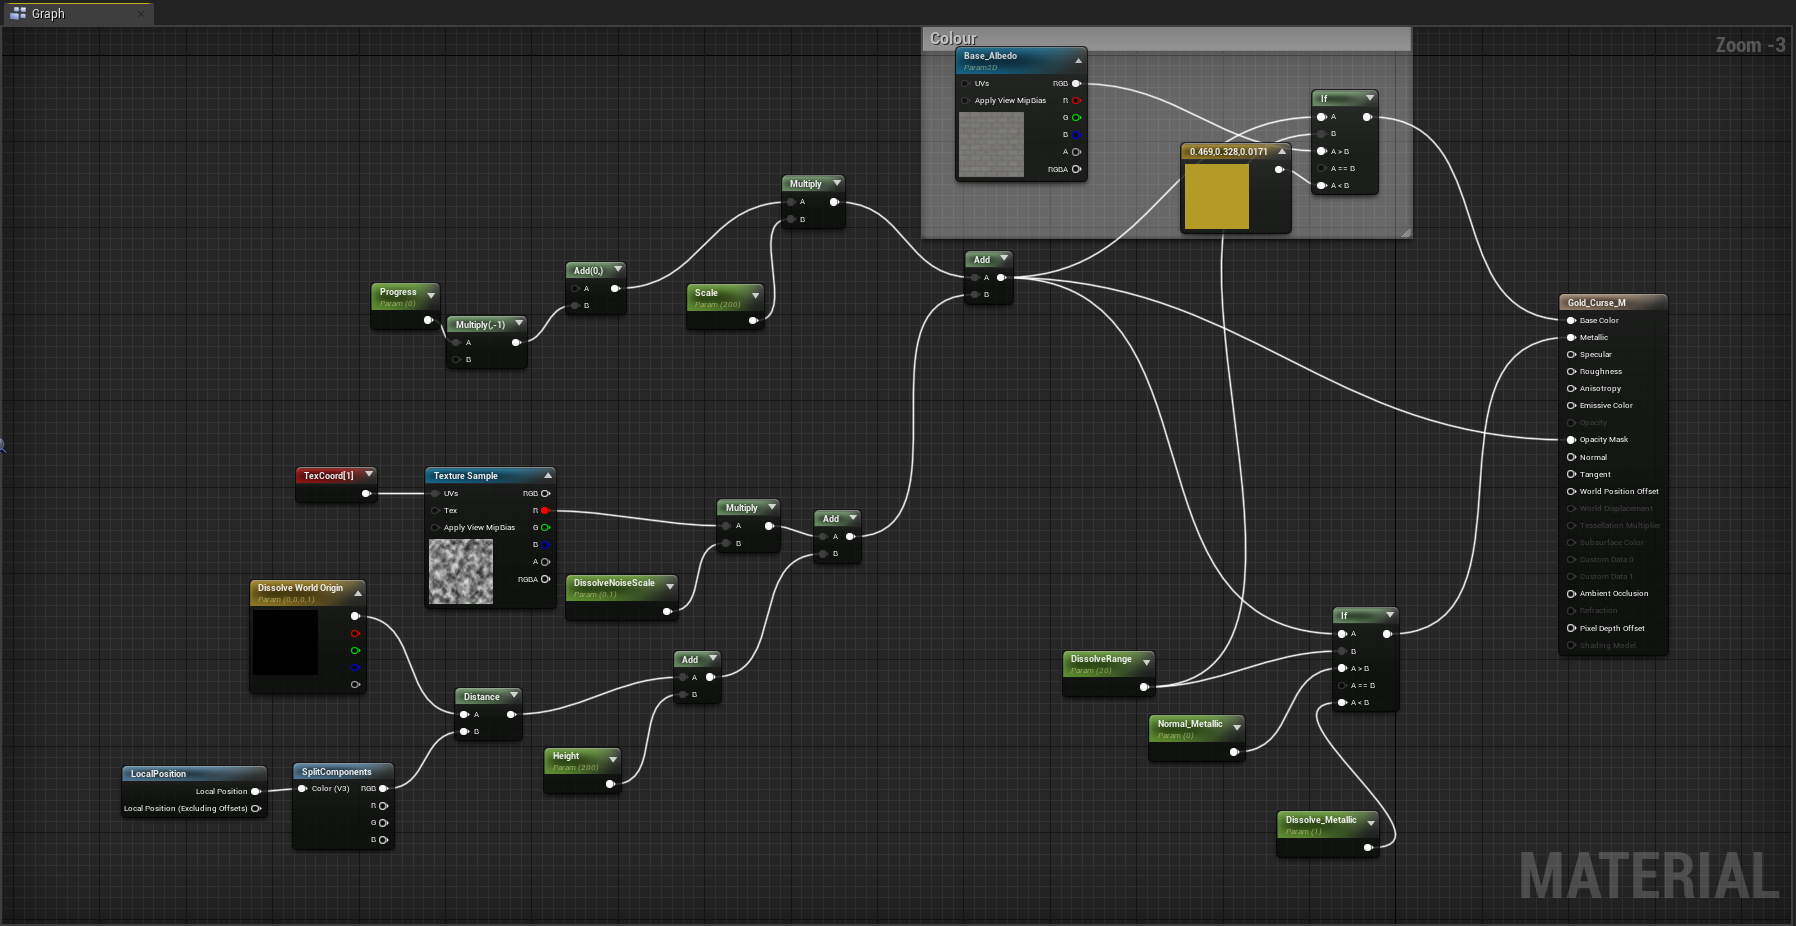 Graph
Zoom -3
Colour
Base_Albedo
Param2D
UVs
RGB
Apply View MipBias
R
G
B
A
RGBA
0.469,0.328,0.0171
If
A
B
A > B
A == B
A < B
Multiply
A
B
Add
A
B
Add(0,)
A
B
Progress
Param (0)
Multiply(,-1)
A
B
Scale
Param (200)
Gold_Curse_M
Base Color
Metallic
Specular
Roughness
Anisotropy
Emissive Color
Opacity
Opacity Mask
Normal
Tangent
World Position Offset
World Displacement
Tessellation Multiplier
Subsurface Color
Custom Data 0
Custom Data 1
Ambient Occlusion
Refraction
Pixel Depth Offset
Shading Model
TexCoord[1]
Texture Sample
UVs
RGB
Tex
R
Apply View MipBias
G
B
A
RGBA
Multiply
A
B
Add
A
B
DissolveNoiseScale
Param (0.1)
Dissolve World Origin
Param (0,0,0,1)
Add
A
B
Distance
A
B
Height
Param (200)
LocalPosition
Local Position
Local Position (Excluding Offsets)
SplitComponents
Color (V3)
RGB
R
G
B
DissolveRange
Param (20)
If
A
B
A > B
A == B
A < B
Normal_Metallic
Param (0)
Dissolve_Metallic
Param (1)
MATERIAL